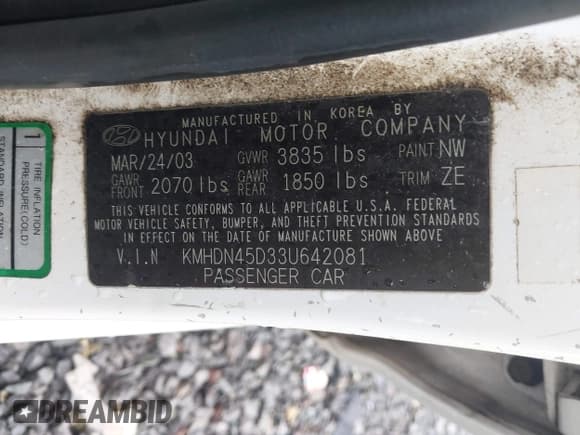 MANUFACTURED IN KOREA BY
HYUNDAI MOTOR COMPANY
MAR/24/03 GVWR 3835 lbs PAINT NW
GAWR FRONT 2070 lbs GAWR REAR 1850 lbs TRIM ZE
THIS VEHICLE CONFORMS TO ALL APPLICABLE U.S.A. FEDERAL
MOTOR VEHICLE SAFETY, BUMPER, AND THEFT PREVENTION STANDARDS
IN EFFECT ON THE DATE OF MANUFACTURE SHOWN ABOVE
V.I.N KMHDN45D33U642081
PASSENGER CAR
1
TIRE INFLATION
PRESSURE(COLD)
STANDARD INFLATION
DREAMBID